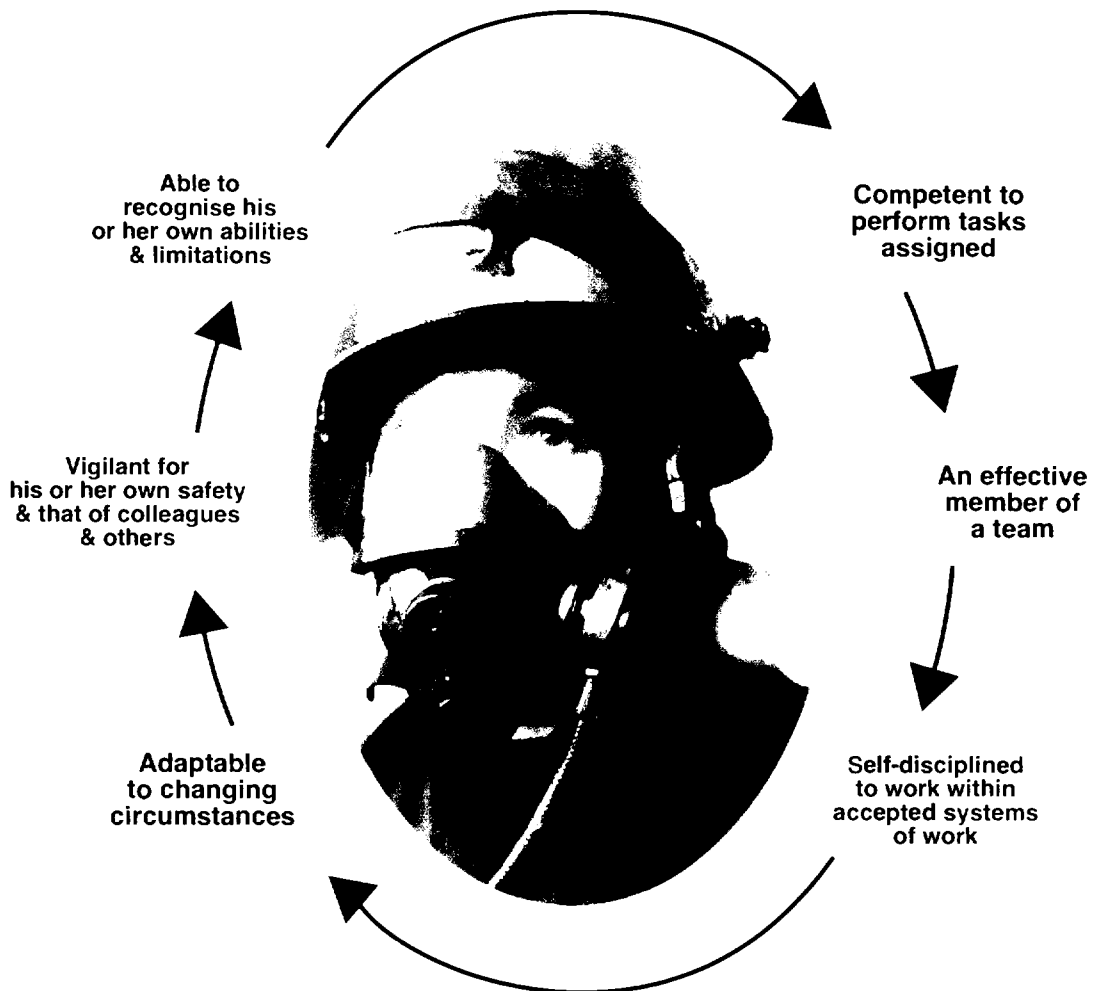 Able to
recognise his
or her own abilities
& limitations
Competent to
perform tasks
assigned
An effective
member of
a team
Self-disciplined
to work within
accepted systems
of work
Adaptable
to changing
circumstances
Vigilant for
his or her own safety
& that of colleagues
& others